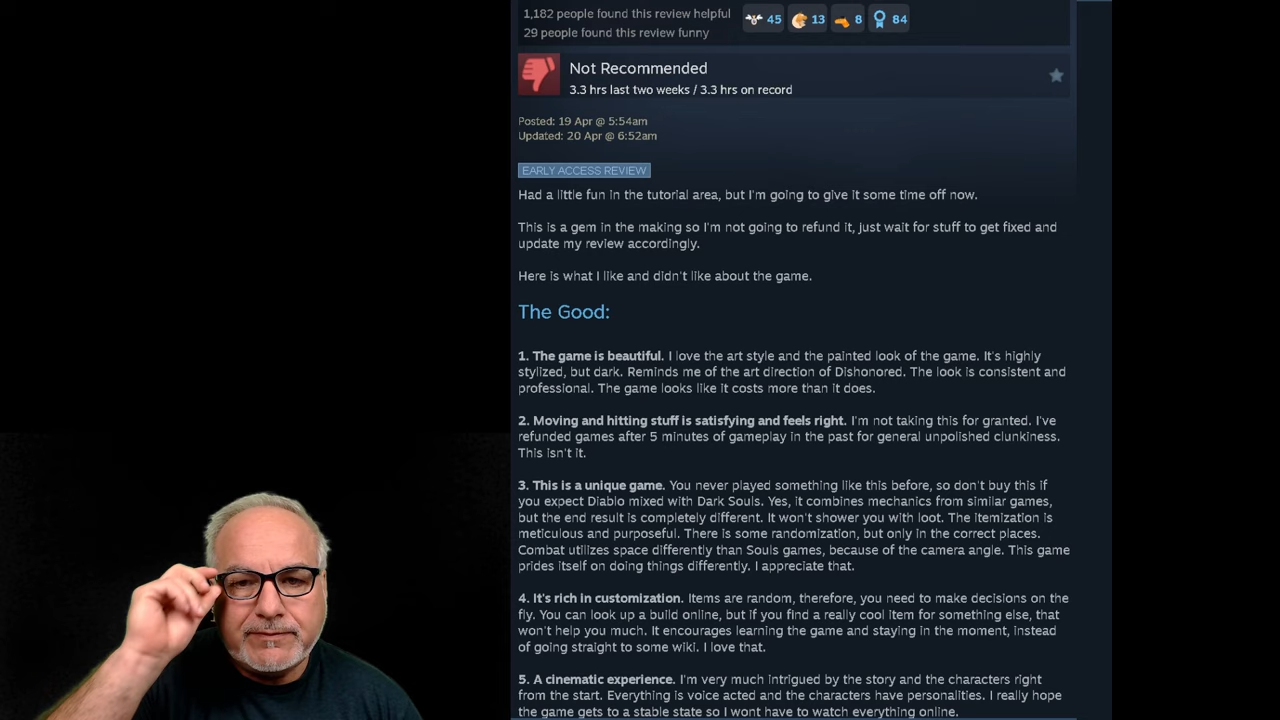 1,182 people found this review helpful
45 13 8 84
29 people found this review funny
Not Recommended
3.3 hrs last two weeks / 3.3 hrs on record
Posted: 19 Apr @ 5:54am
Updated: 20 Apr @ 6:52am
EARLY ACCESS REVIEW
Had a little fun in the tutorial area, but I'm going to give it some time off now.
This is a gem in the making so I'm not going to refund it, just wait for stuff to get fixed and
update my review accordingly.
Here is what I like and didn't like about the game.
The Good:
1. The game is beautiful. I love the art style and the painted look of the game. It's highly
stylized, but dark. Reminds me of the art direction of Dishonored. The look is consistent and
professional. The game looks like it costs more than it does.
2. Moving and hitting stuff is satisfying and feels right. I'm not taking this for granted. I've
refunded games after 5 minutes of gameplay in the past for general unpolished clunkiness.
This isn't it.
3. This is a unique game. You never played something like this before, so don't buy this if
you expect Diablo mixed with Dark Souls. Yes, it combines mechanics from similar games,
but the end result is completely different. It won't shower you with loot. The itemization is
meticulous and purposeful. There is some randomization, but only in the correct places.
Combat utilizes space differently than Souls games, because of the camera angle. This game
prides itself on doing things differently. I appreciate that.
4. It's rich in customization. Items are random, therefore, you need to make decisions on the
fly. You can look up a build online, but if you find a really cool item for something else, that
won't help you much. It encourages learning the game and staying in the moment, instead
of going straight to some wiki. I love that.
5. A cinematic experience. I'm very much intrigued by the story and the characters right
from the start. Everything is voice acted and the characters have personalities. I really hope
the game gets to a stable state so I wont have to watch everything online.